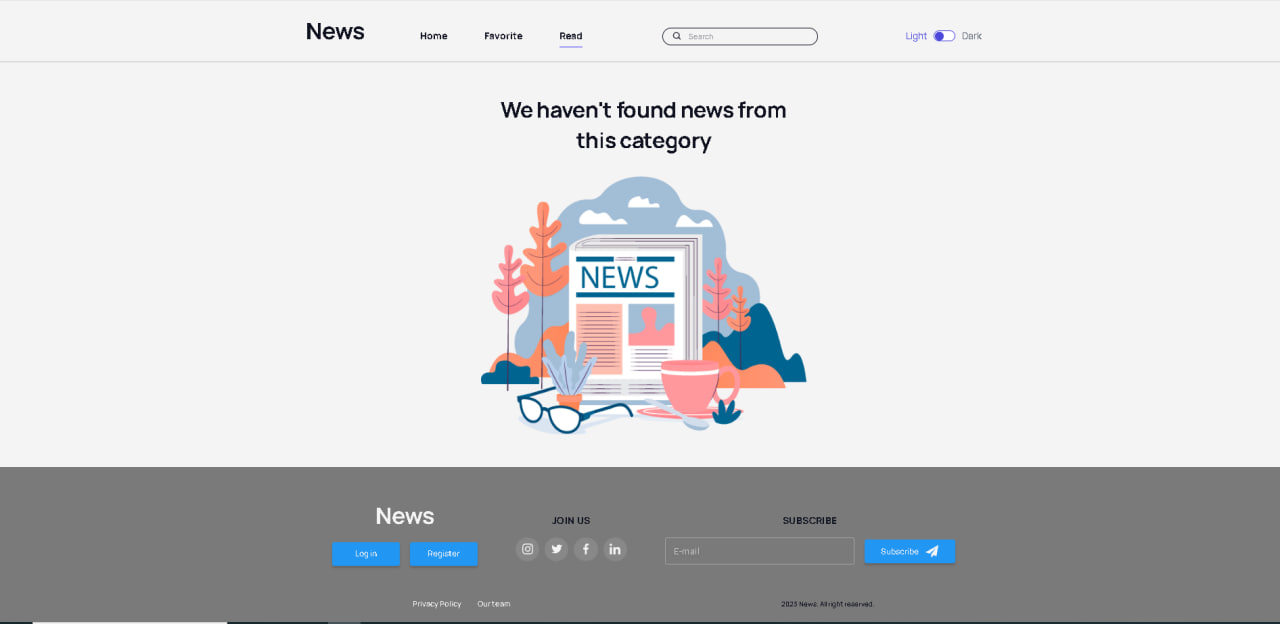 News
Home
Favorite
Read
Search
Light
Dark
We haven't found news from
this category
NEWS
News
JOIN US
SUBSCRIBE
Log in
Register
E-mail
Subscribe
Privacy Policy
Our team
2023 News. All right reserved.